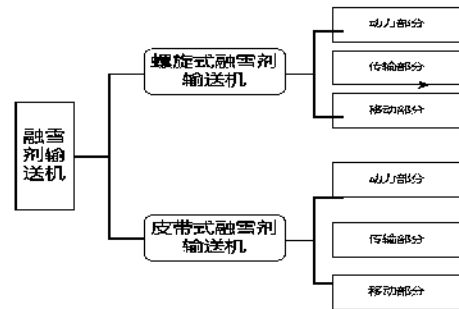 融雪
剂输
送机
螺旋式融雪剂
输送机
动力部分
传输部分
移动部分
皮带式融雪剂
输送机
动力部分
传输部分
移动部分